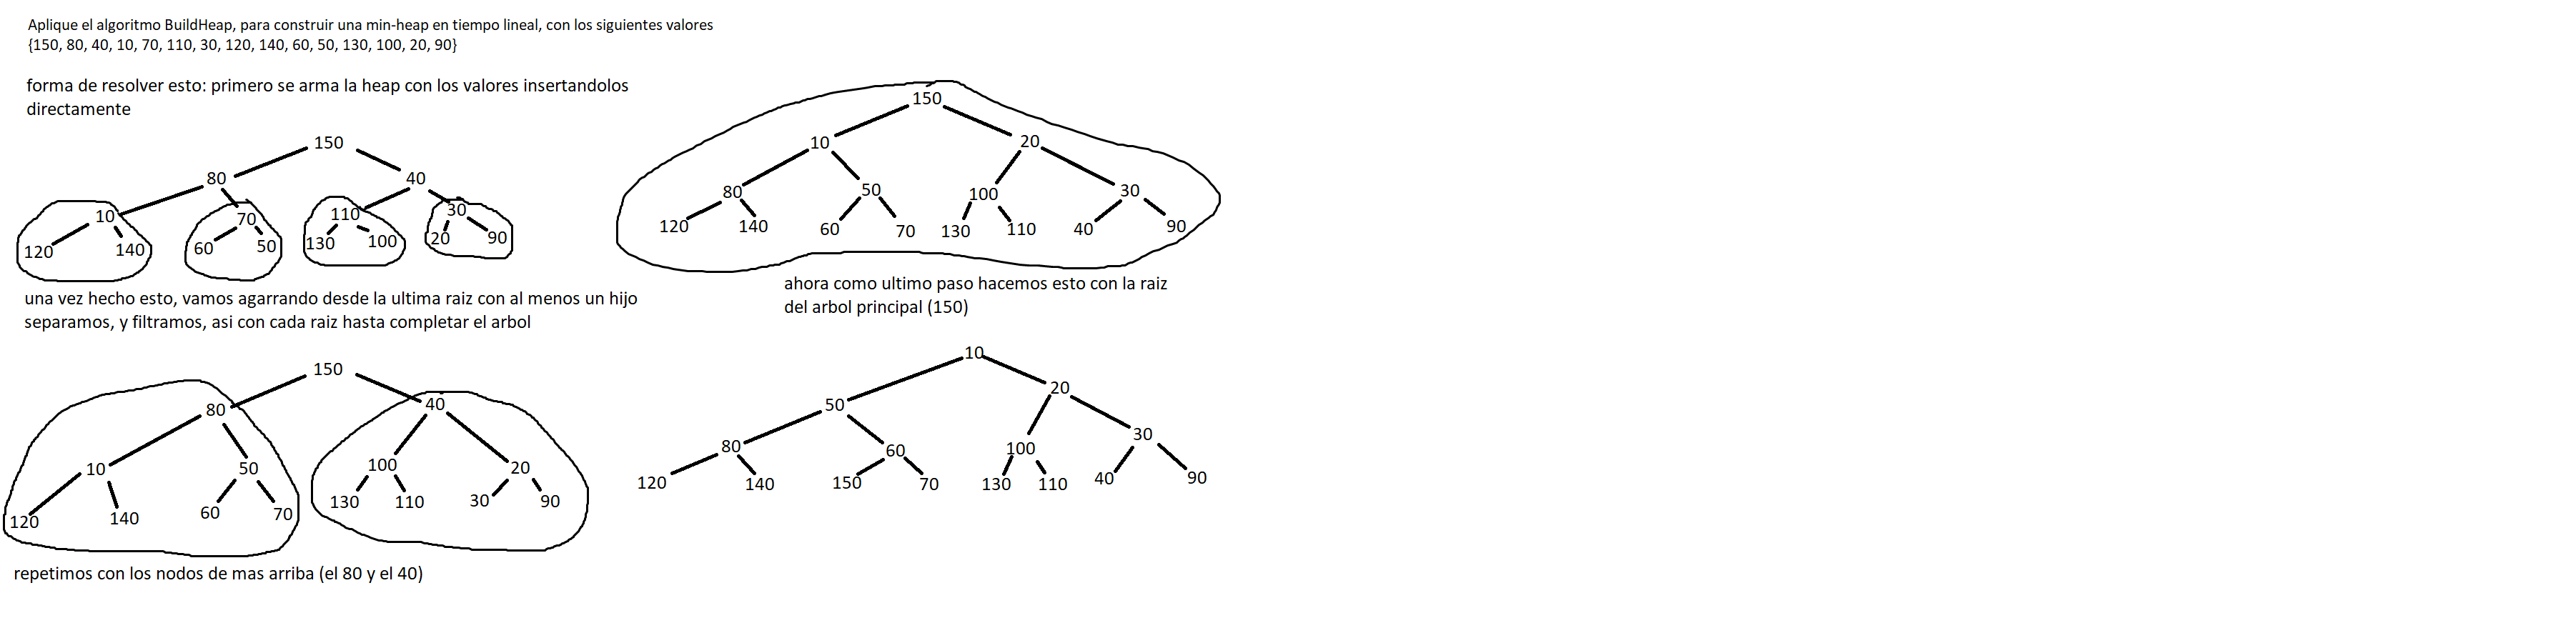 Aplique el algoritmo BuildHeap, para construir una min-heap en tiempo lineal, con los siguientes valores
{150, 80, 40, 10, 70, 110, 30, 120, 140, 60, 50, 130, 100, 20, 90}
forma de resolver esto: primero se arma la heap con los valores insertandolos
directamente
150
80 40
10 70 110 30
120 140 60 50 130 100 20 90
una vez hecho esto, vamos agarrando desde la ultima raiz con al menos un hijo
separamos, y filtramos, asi con cada raiz hasta completar el arbol
150
80 40
10 50 100 20
120 140 60 70 130 110 30 90
repetimos con los nodos de mas arriba (el 80 y el 40)
150
10 20
80 50 100 30
120 140 60 70 130 110 40 90
ahora como ultimo paso hacemos esto con la raiz
del arbol principal (150)
10
50 20
80 60 100 30
120 140 150 70 130 110 40 90